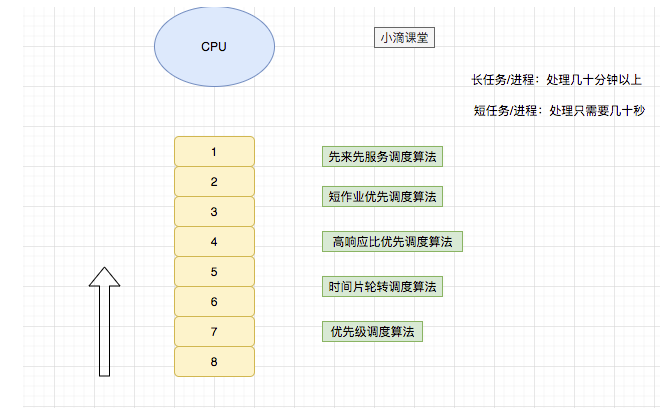 CPU
小滴课堂
长任务/进程：处理几十分钟以上
短任务/进程：处理只需要几十秒
1
先来先服务调度算法
2
短作业优先调度算法
3
4
高响应比优先调度算法
5
时间片轮转调度算法
6
7
优先级调度算法
8